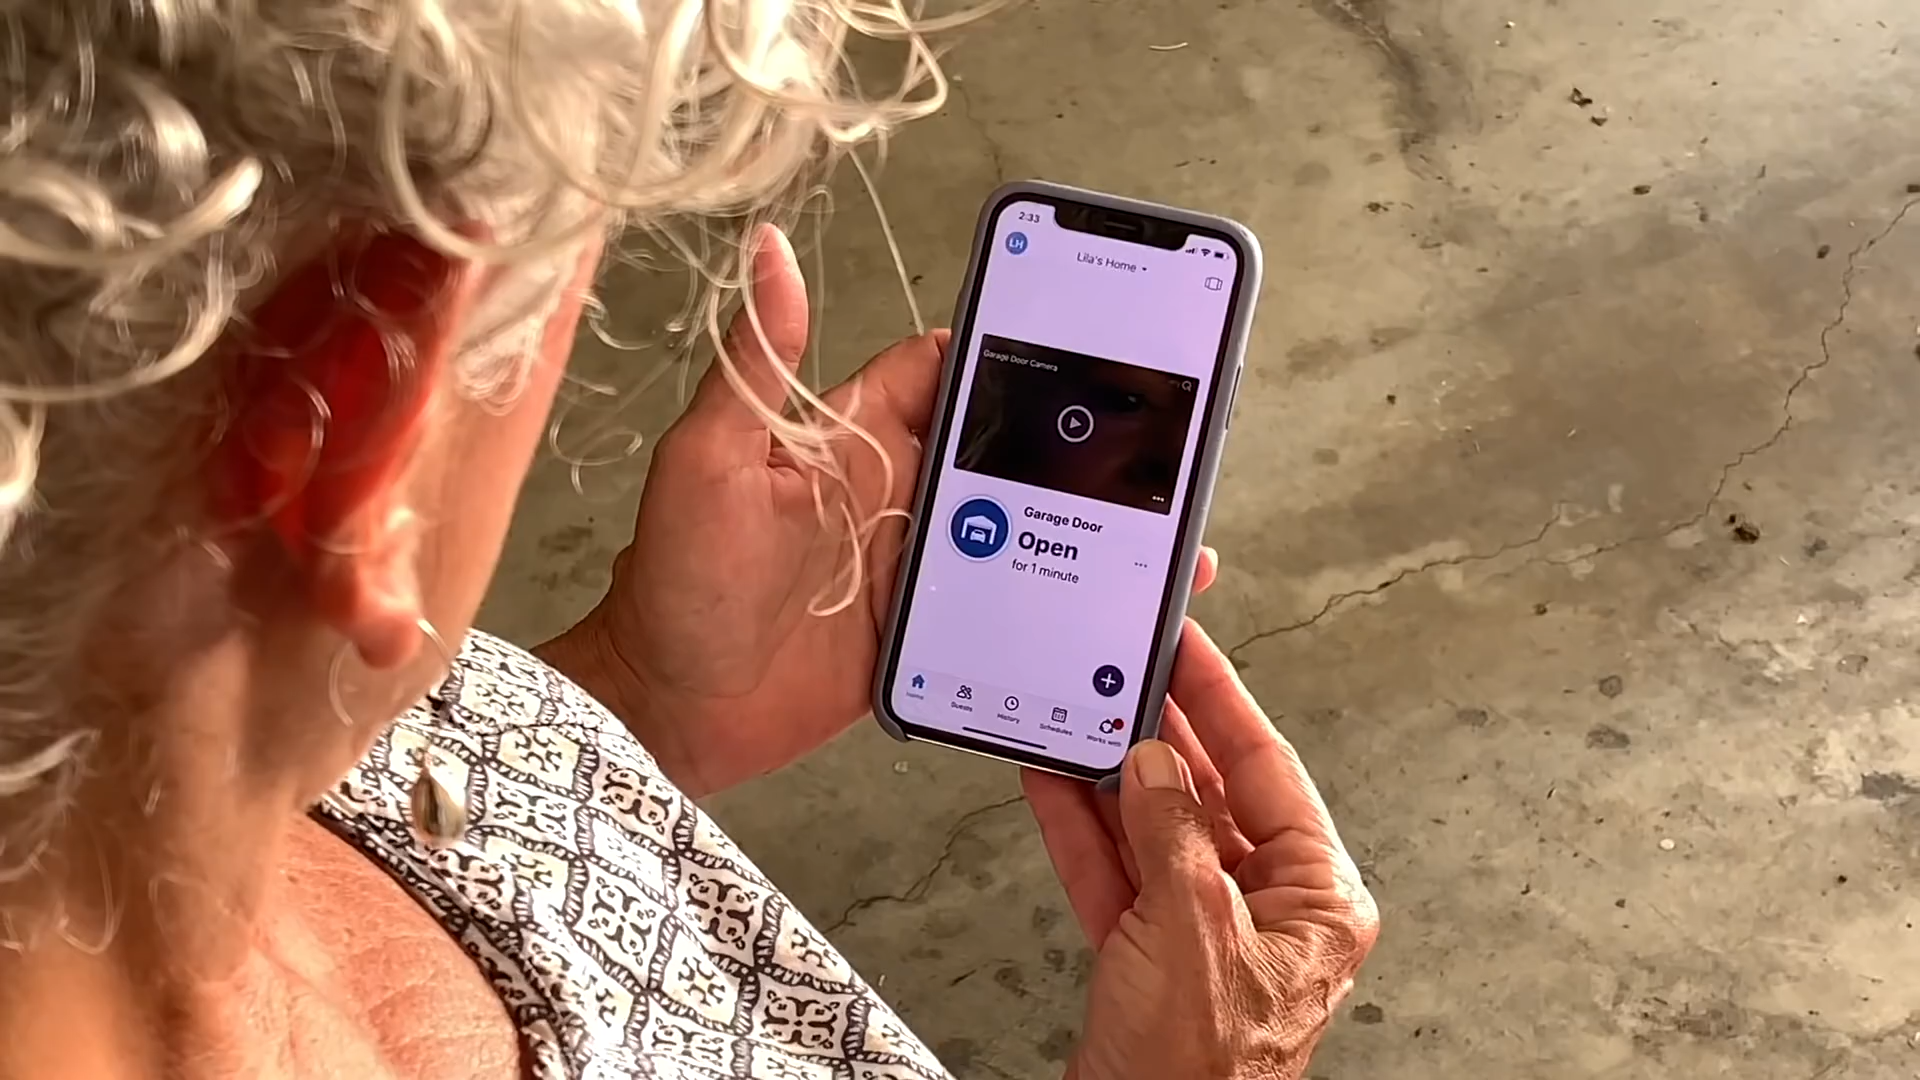 2:33
LH
Lila's Home
Garage Door Camera
Garage Door
Open
for 1 minute
Home
Guests
History
Schedules
Works with